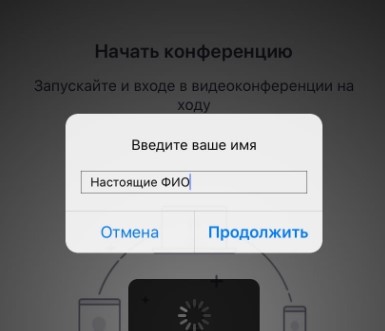 Начать конференцию
Запускайте и входе в видеоконференции на
ходу
Введите ваше имя
Настоящие ФИО
Отмена
Продолжить